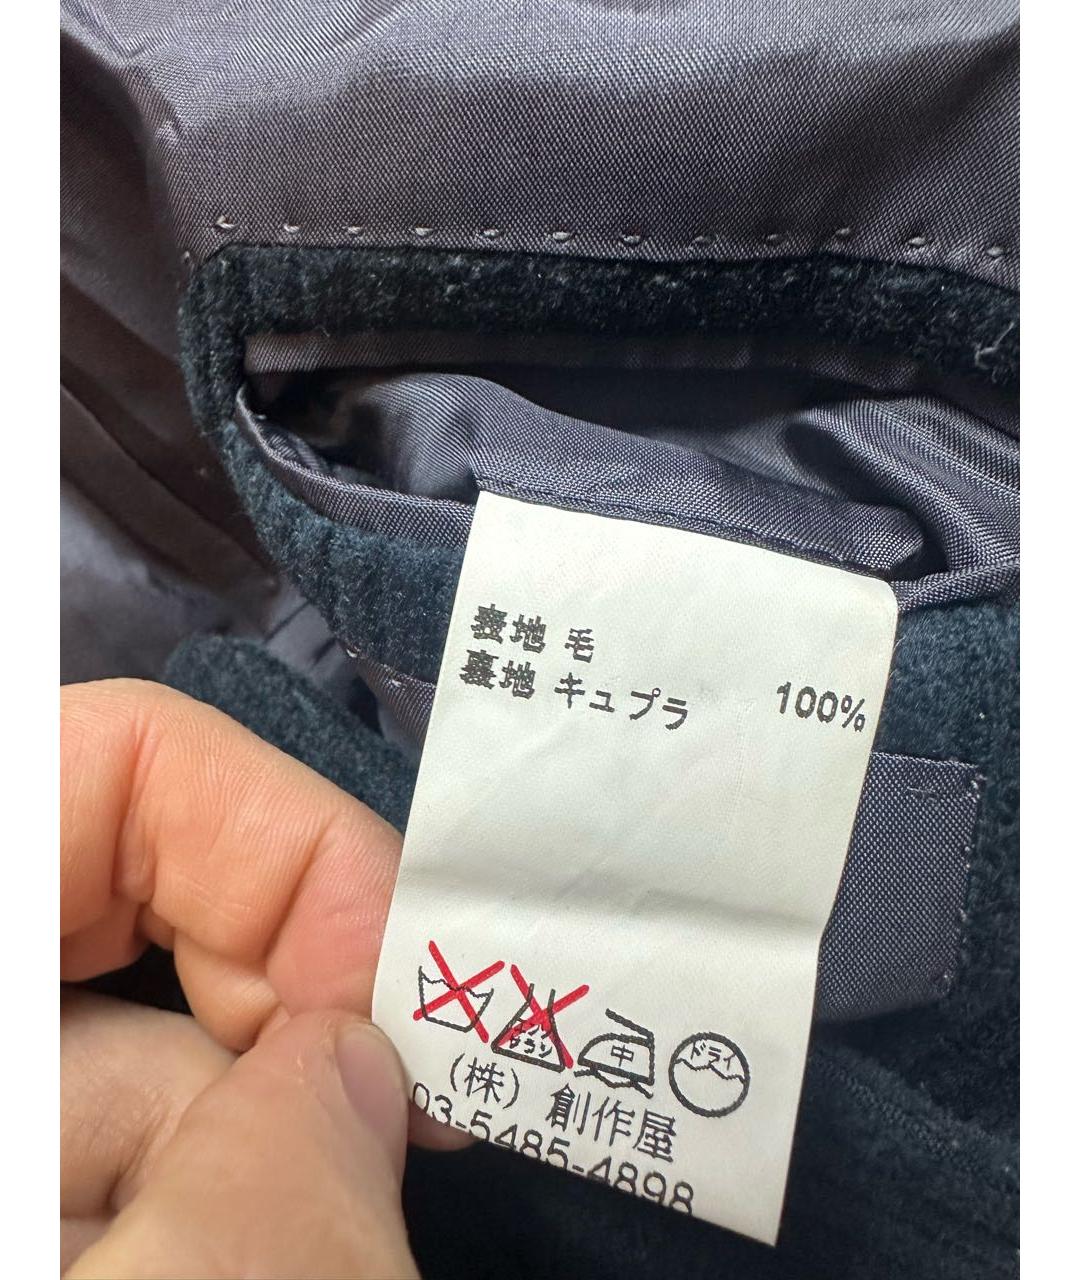 表地 毛
裏地 キュプラ 100%
エンソ サラシ
中
ドライ
(株) 創作屋
03-5485-4898